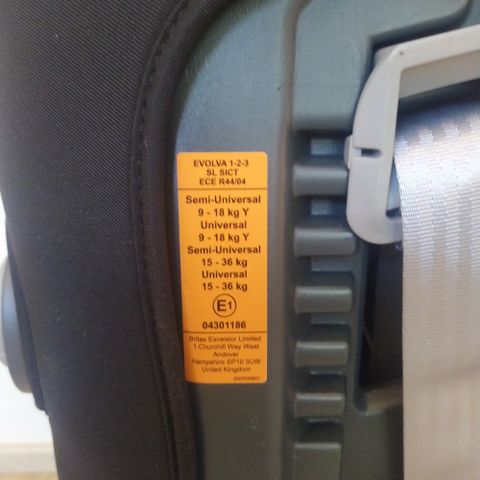 EVOLVA 1-2-3
SL SICT
ECE R44/04
Semi-Universal
9 - 18 kg Y
Universal
9 - 18 kg Y
Semi-Universal
15 - 36 kg
Universal
15 - 36 kg
E1
04301186
Britax Excelsior Limited
1 Churchill Way West
Andover
Hampshire SP10 3UW
United Kingdom